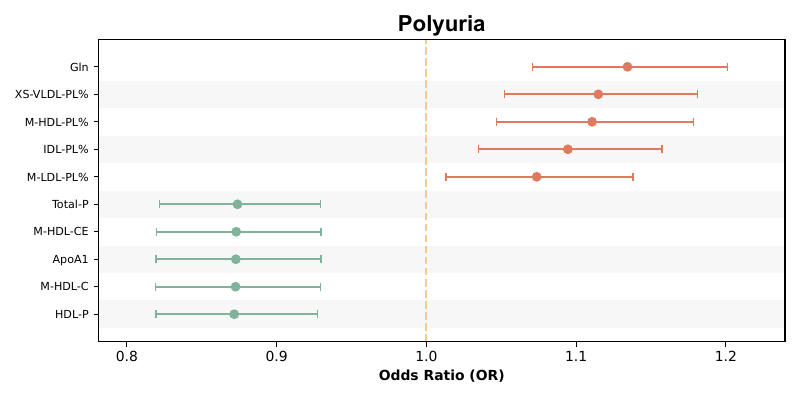 Polyuria
Gln
XS-VLDL-PL%
M-HDL-PL%
IDL-PL%
M-LDL-PL%
Total-P
M-HDL-CE
ApoA1
M-HDL-C
HDL-P
0.8 0.9 1.0 1.1 1.2
Odds Ratio (OR)